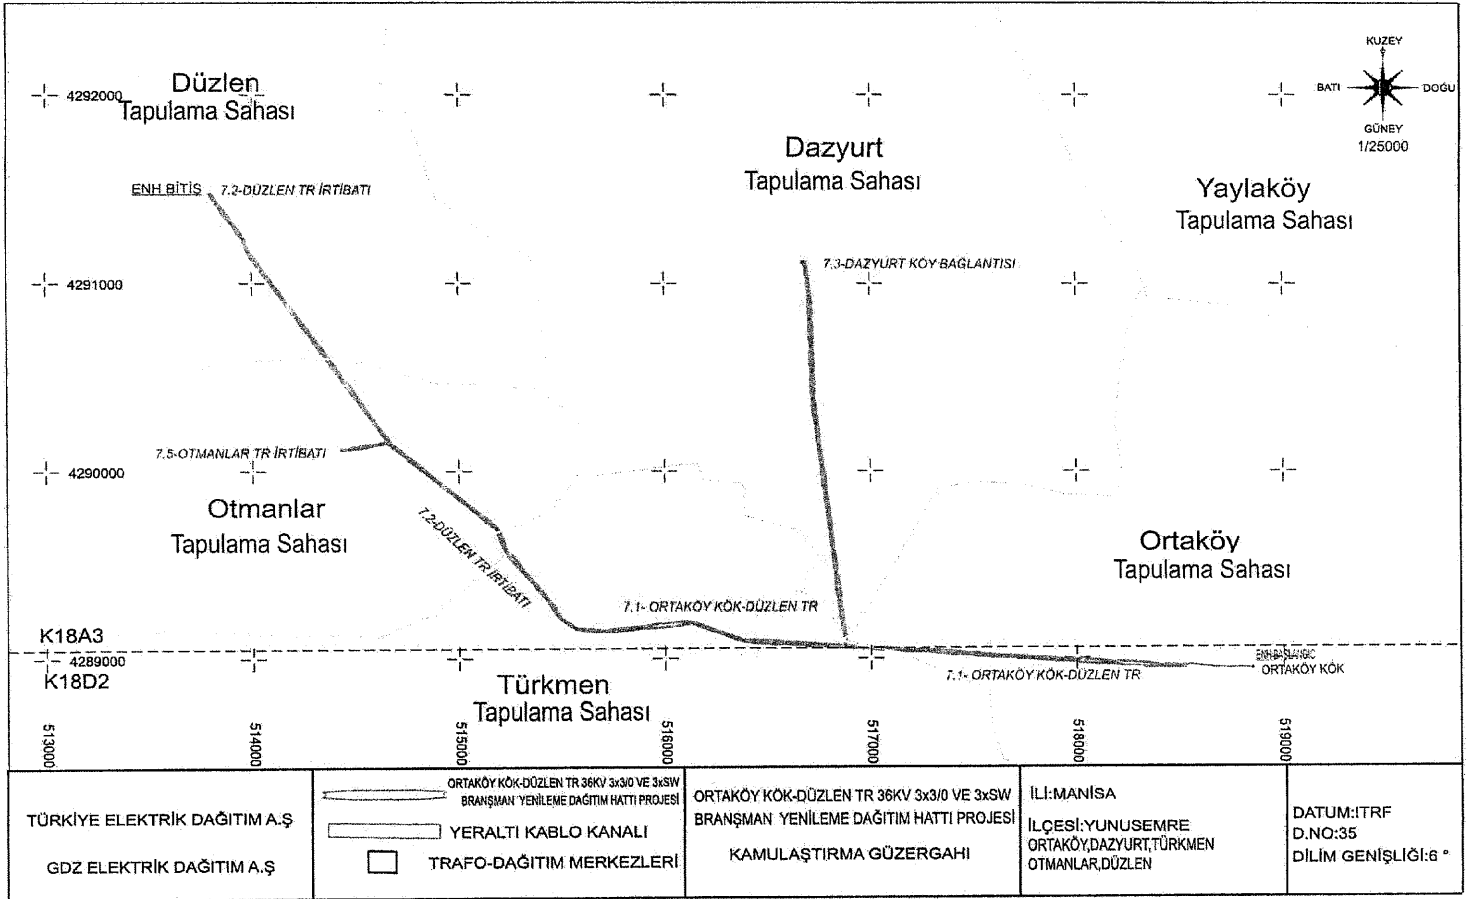 KUZEY
BATI
DOĞU
GÜNEY
1/25000
Düzlen
Tapulama Sahası
4292000
Dazyurt
Tapulama Sahası
Yaylaköy
Tapulama Sahası
ENH BİTİŞ
7.2-DÜZLEN TR İRTİBATI
7.3-DAZYURT KÖY BAĞLANTISI
4291000
7.5-OTMANLAR TR İRTİBATI
4290000
Otmanlar
Tapulama Sahası
7.2-DÜZLEN TR İRTİBATI
Ortaköy
Tapulama Sahası
7.1- ORTAKÖY KÖK-DÜZLEN TR
K18A3
4289000
K18D2
ENH BAŞLANGIÇ
ORTAKÖY KÖK
7.1- ORTAKÖY KÖK-DÜZLEN TR
Türkmen
Tapulama Sahası
513000
514000
515000
516000
517000
518000
519000
TÜRKİYE ELEKTRİK DAĞITIM A.Ş
GDZ ELEKTRİK DAĞITIM A.Ş
ORTAKÖY KÖK-DÜZLEN TR 36KV 3x3/0 VE 3xSW
BRANŞMAN YENİLEME DAĞITIM HATTI PROJESİ
YERALTI KABLO KANALI
TRAFO-DAĞITIM MERKEZLERİ
ORTAKÖY KÖK-DÜZLEN TR 36KV 3x3/0 VE 3xSW
BRANŞMAN YENİLEME DAĞITIM HATTI PROJESİ
KAMULAŞTIRMA GÜZERGAHI
İLİ:MANİSA
İLÇESİ:YUNUSEMRE
ORTAKÖY,DAZYURT,TÜRKMEN
OTMANLAR,DÜZLEN
DATUM:ITRF
D.NO:35
DİLİM GENİŞLİĞİ:6 °